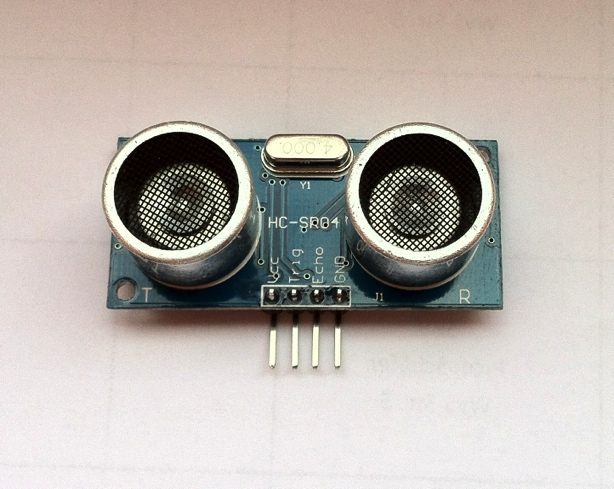 4.000
Y1
HC-SR04
Vcc
Trig
Echo
GND
T
J1
R